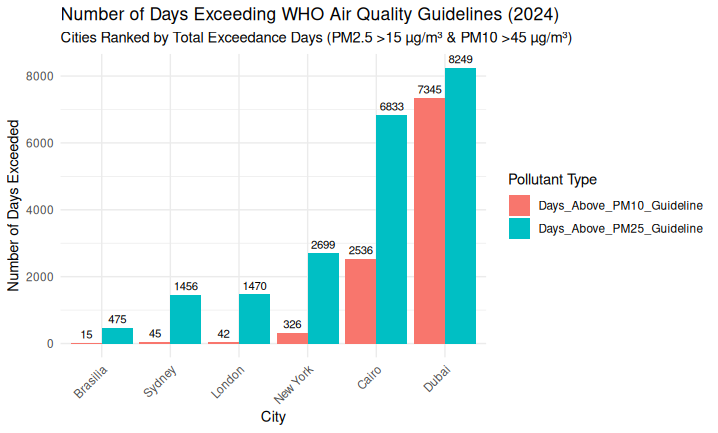 Number of Days Exceeding WHO Air Quality Guidelines (2024)
Cities Ranked by Total Exceedance Days (PM2.5 >15 µg/m³ & PM10 >45 µg/m³)
Number of Days Exceeded
8000
6000
4000
2000
0
15
475
45
1456
42
1470
326
2699
2536
6833
7345
8249
Brasilia
Sydney
London
New York
Cairo
Dubai
City
Pollutant Type
Days_Above_PM10_Guideline
Days_Above_PM25_Guideline